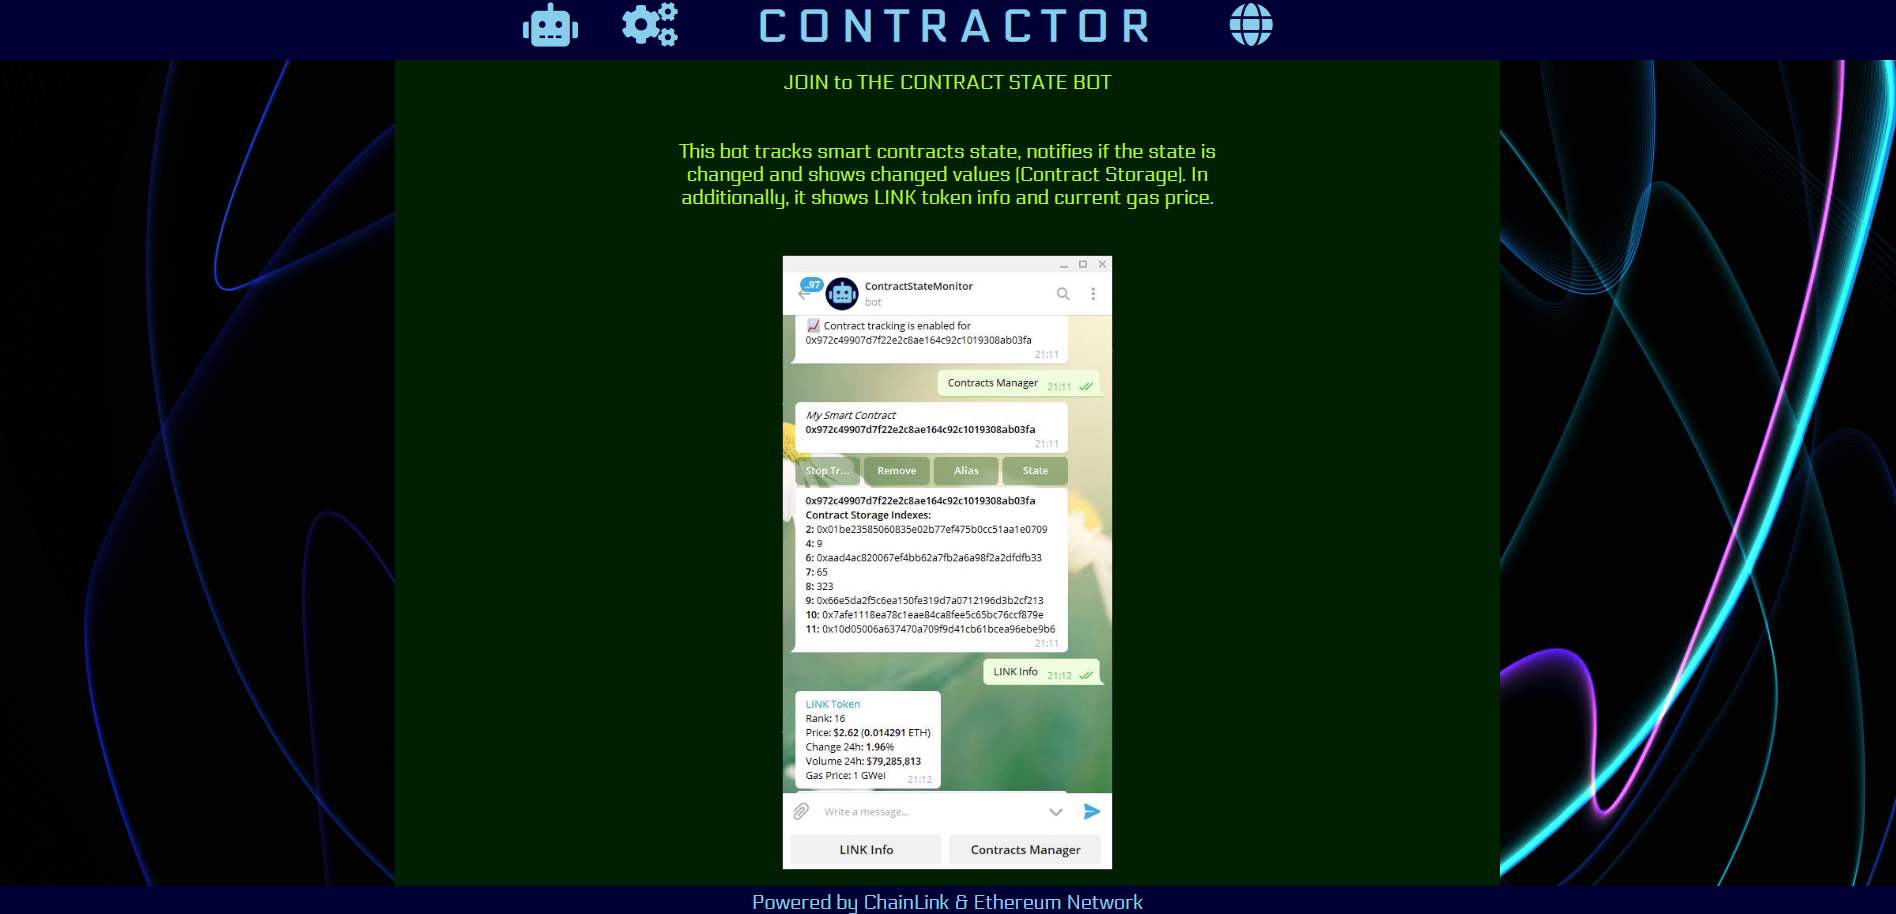 CONTRACTOR
JOIN to THE CONTRACT STATE BOT
This bot tracks smart contracts state, notifies if the state is
changed and shows changed values (Contract Storage). In
additionally, it shows LINK token info and current gas price.
..97
ContractStateMonitor
bot
Contract tracking is enabled for
0x972c49907d7f22e2c8ae164c92c1019308ab03fa
21:11
Contracts Manager 21:11
My Smart Contract
0x972c49907d7f22e2c8ae164c92c1019308ab03fa
21:11
Stop Tr... Remove Alias State
0x972c49907d7f22e2c8ae164c92c1019308ab03fa
Contract Storage Indexes:
2: 0x01be23585060835e02b77ef475b0cc51aa1e0709
4: 9
6: 0xaad4ac820067ef4bb62a7fb2a6a98f2a2dfdfb33
7: 65
8: 323
9: 0x66e5da2f5c6ea150fe319d7a0712196d3b2cf213
10: 0x7afe1118ea78c1eae84ca8fee5c65bc76ccf879e
11: 0x10d05006a637470a709f9d41cb61bcea96ebe9b6
21:11
LINK Info 21:12
LINK Token
Rank: 16
Price: $2.62 (0.014291 ETH)
Change 24h: 1.96%
Volume 24h: $79,285,813
Gas Price: 1 GWei 21:12
Write a message...
LINK Info Contracts Manager
Powered by ChainLink & Ethereum Network